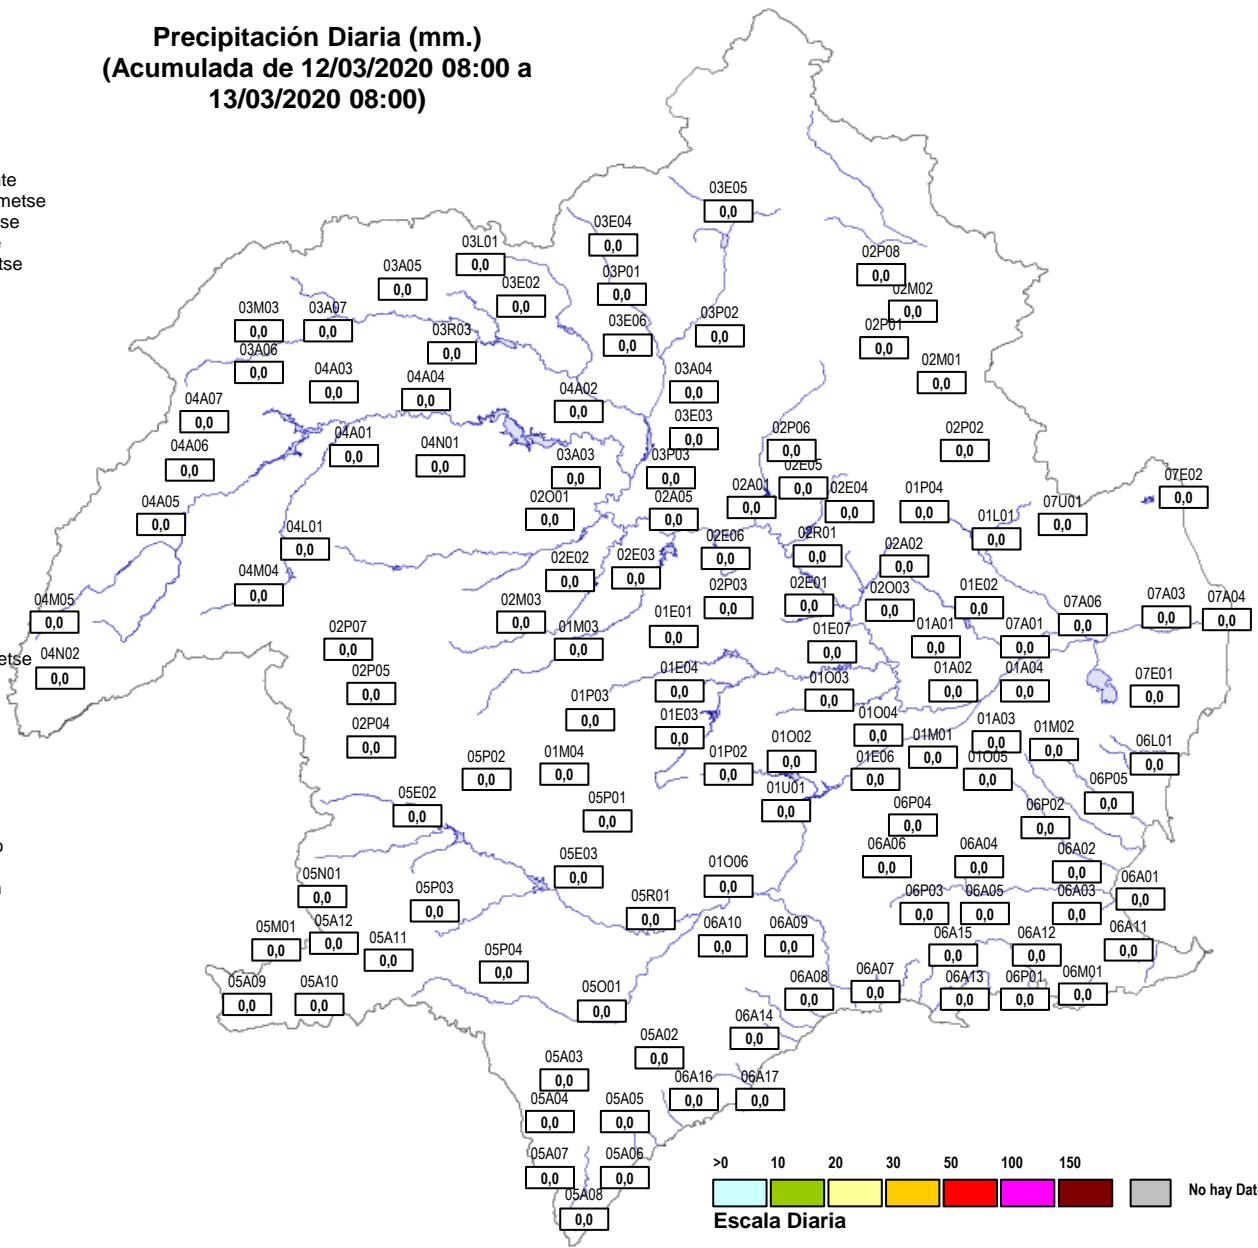 Precipitación Diaria (mm.)
(Acumulada de 12/03/2020 08:00 a
13/03/2020 08:00)
te
metse
se
tse
etse
03E05
0,0
03E04
0,0
03L01
0,0
02P08
0,0
03A05
0,0
03P01
0,0
03E02
0,0
02M02
0,0
03M03
0,0
03A07
0,0
03P02
0,0
03E06
0,0
03R03
0,0
02P01
0,0
03A06
0,0
02M01
0,0
04A03
0,0
04A04
0,0
03A04
0,0
04A02
0,0
04A07
0,0
03E03
0,0
04A01
0,0
02P06
0,0
02P02
0,0
04A06
0,0
04N01
0,0
03A03
0,0
03P03
0,0
02E05
0,0
07E02
0,0
04A05
0,0
02O01
0,0
02A05
0,0
02A01
0,0
02E04
0,0
01P04
0,0
07U01
0,0
01L01
0,0
04L01
0,0
02E06
0,0
02R01
0,0
02A02
0,0
02E02
0,0
02E03
0,0
04M04
0,0
02P03
0,0
02E01
0,0
02O03
0,0
01E02
0,0
07A03
0,0
07A04
0,0
04M05
0,0
02M03
0,0
01E01
0,0
07A06
0,0
02P07
0,0
01M03
0,0
01E07
0,0
01A01
0,0
07A01
0,0
04N02
0,0
02P05
0,0
01E04
0,0
01O03
0,0
01A02
0,0
01A04
0,0
07E01
0,0
01P03
0,0
02P04
0,0
01E03
0,0
01O04
0,0
01A03
0,0
01M02
0,0
05P02
0,0
01M04
0,0
01P02
0,0
01O02
0,0
01M01
0,0
01E06
0,0
01O05
0,0
06L01
0,0
05E02
0,0
05P01
0,0
01U01
0,0
06P05
0,0
06P04
0,0
06P02
0,0
05E03
0,0
01O06
0,0
06A06
0,0
06A04
0,0
06A02
0,0
05N01
0,0
05P03
0,0
05R01
0,0
06P03
0,0
06A05
0,0
06A03
0,0
06A01
0,0
05M01
0,0
05A12
0,0
05A11
0,0
06A10
0,0
06A09
0,0
06A15
0,0
06A12
0,0
06A11
0,0
05P04
0,0
05A09
0,0
05A10
0,0
05O01
0,0
06A08
0,0
06A07
0,0
06A13
0,0
06P01
0,0
06M01
0,0
06A14
0,0
05A02
0,0
05A03
0,0
06A16
0,0
06A17
0,0
05A04
0,0
05A05
0,0
05A07
0,0
05A06
0,0
05A08
0,0
>0 10 20 30 50 100 150
No hay Dat
Escala Diaria